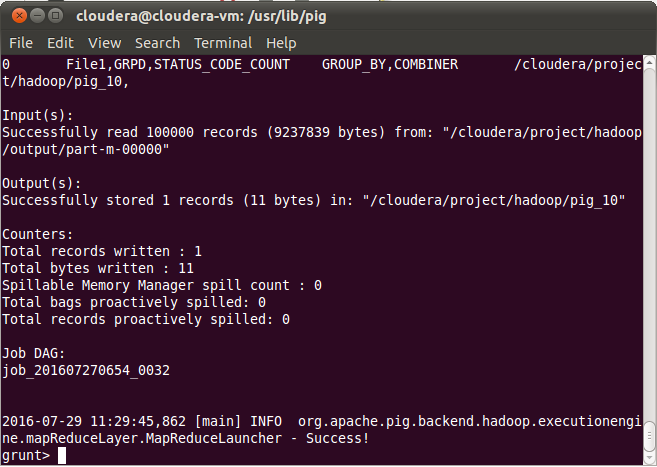 cloudera@cloudera-vm: /usr/lib/pig
File Edit View Search Terminal Help
0       File1,GRPD,STATUS_CODE_COUNT    GROUP_BY,COMBINER       /cloudera/projec
t/hadoop/pig_10,
Input(s):
Successfully read 100000 records (9237839 bytes) from: "/cloudera/project/hadoop
/output/part-m-00000"
Output(s):
Successfully stored 1 records (11 bytes) in: "/cloudera/project/hadoop/pig_10"
Counters:
Total records written : 1
Total bytes written : 11
Spillable Memory Manager spill count : 0
Total bags proactively spilled: 0
Total records proactively spilled: 0
Job DAG:
job_201607270654_0032
2016-07-29 11:29:45,862 [main] INFO  org.apache.pig.backend.hadoop.executionengi
ne.mapReduceLayer.MapReduceLauncher - Success!
grunt>